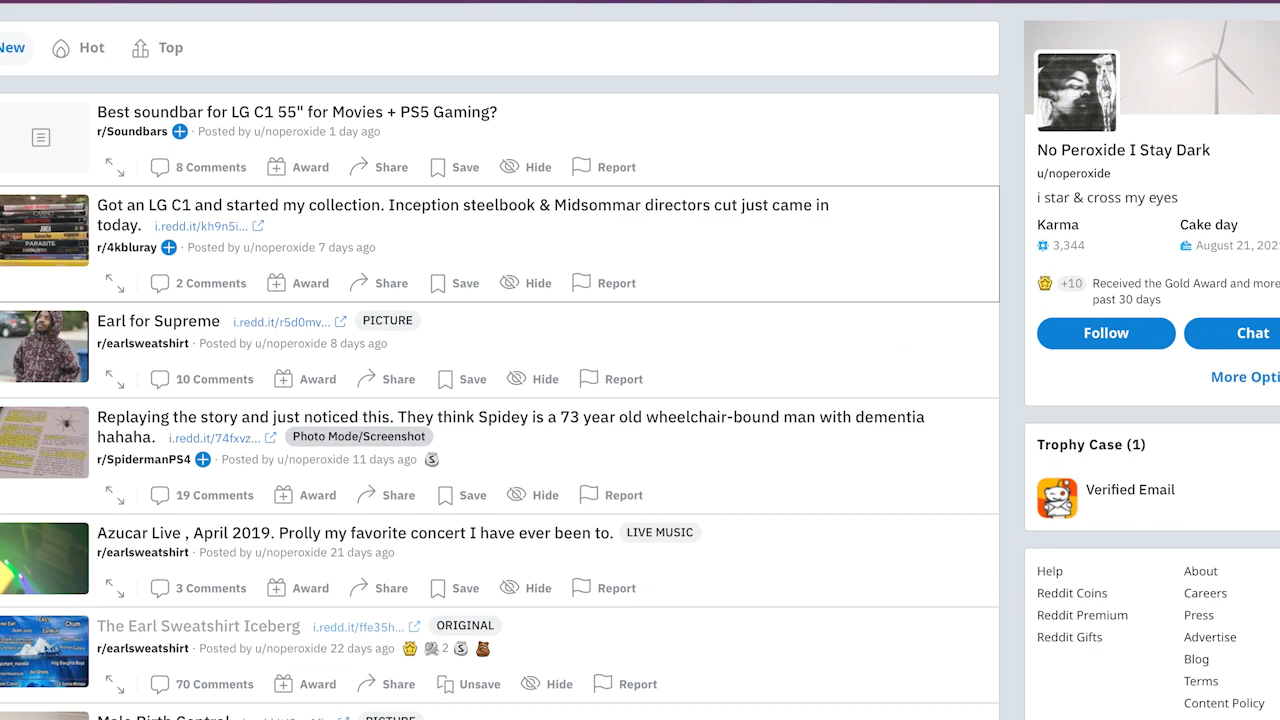 New Hot Top
Best soundbar for LG C1 55" for Movies + PS5 Gaming?
r/Soundbars · Posted by u/noperoxide 1 day ago
8 Comments Award Share Save Hide Report
Got an LG C1 and started my collection. Inception steelbook & Midsommar directors cut just came in
today. i.redd.it/kh9n5i...
r/4kbluray · Posted by u/noperoxide 7 days ago
2 Comments Award Share Save Hide Report
PARASITE
Earl for Supreme i.redd.it/r5d0mv... PICTURE
r/earlsweatshirt · Posted by u/noperoxide 8 days ago
10 Comments Award Share Save Hide Report
Replaying the story and just noticed this. They think Spidey is a 73 year old wheelchair-bound man with dementia
hahaha. i.redd.it/74fxvz... Photo Mode/Screenshot
r/SpidermanPS4 · Posted by u/noperoxide 11 days ago
19 Comments Award Share Save Hide Report
Azucar Live , April 2019. Prolly my favorite concert I have ever been to. LIVE MUSIC
r/earlsweatshirt · Posted by u/noperoxide 21 days ago
3 Comments Award Share Save Hide Report
The Earl Sweatshirt Iceberg i.redd.it/ffe35h... ORIGINAL
r/earlsweatshirt · Posted by u/noperoxide 22 days ago 2
70 Comments Award Share Unsave Hide Report
Male Birth Control PICTURE
No Peroxide I Stay Dark
u/noperoxide
i star & cross my eyes
Karma Cake day
3,344 August 21, 202
+10 Received the Gold Award and more
past 30 days
Follow Chat
More Opti
Trophy Case (1)
Verified Email
Help About
Reddit Coins Careers
Reddit Premium Press
Reddit Gifts Advertise
Blog
Terms
Content Policy